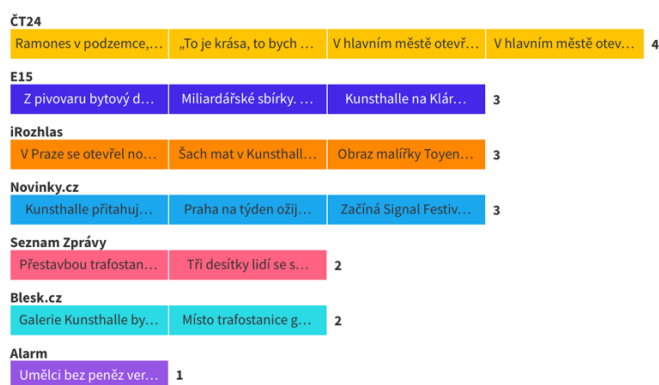 ČT24
Ramones v podzemce,... „To je krása, to bych ... V hlavním městě otevř... V hlavním městě otev... 4
E15
Z pivovaru bytový d... Miliardářské sbírky. ... Kunsthalle na Klár... 3
iRozhlas
V Praze se otevřel no... Šach mat v Kunsthall... Obraz malířky Toyen... 3
Novinky.cz
Kunsthalle přitahuj... Praha na týden ožij... Začíná Signal Festiv... 3
Seznam Zprávy
Přestavbou trafostan... Tři desítky lidí se s... 2
Blesk.cz
Galerie Kunsthalle by... Místo trafostanice g... 2
Alarm
Umělci bez peněz ver... 1